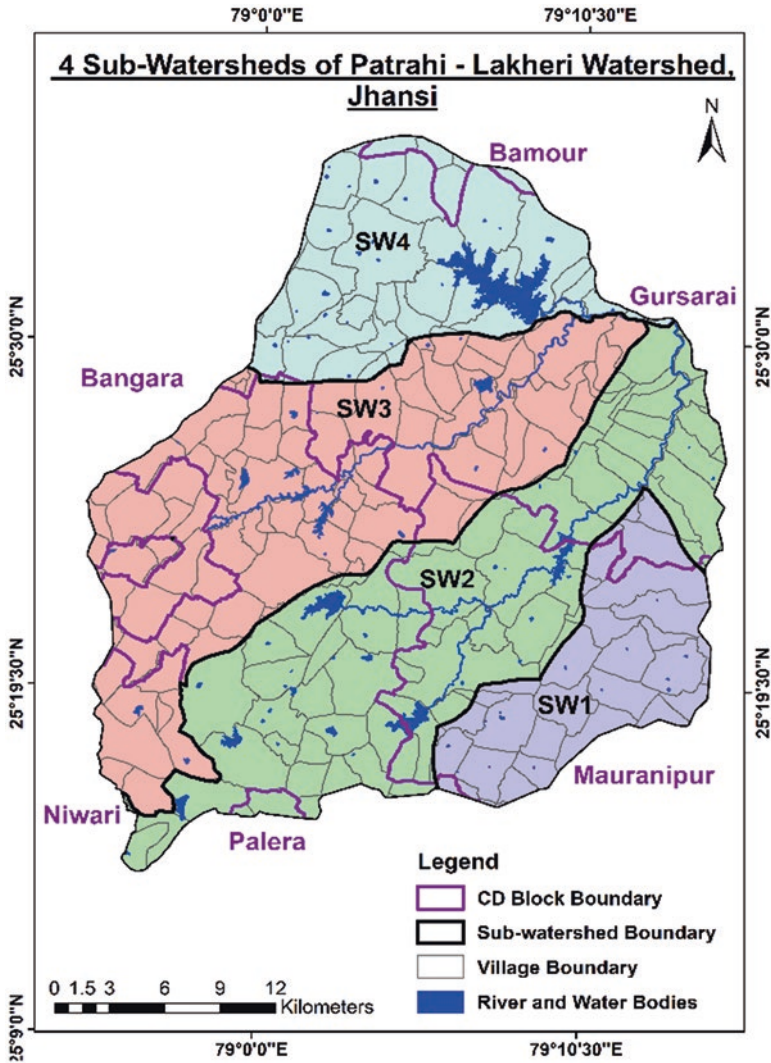 79°0'0"E 79°10'30"E
4 Sub-Watersheds of Patrahi - Lakheri Watershed,
Jhansi
N
Bamour
SW4
Gursarai
25°30'0"N 25°30'0"N
Bangara
SW3
SW2
25°19'30"N 25°19'30"N
SW1
Mauranipur
Niwari
Palera
Legend
CD Block Boundary
Sub-watershed Boundary
Village Boundary
River and Water Bodies
0 1.5 3 6 9 12
Kilometers
25°9'0"N 25°9'0"N
79°0'0"E 79°10'30"E